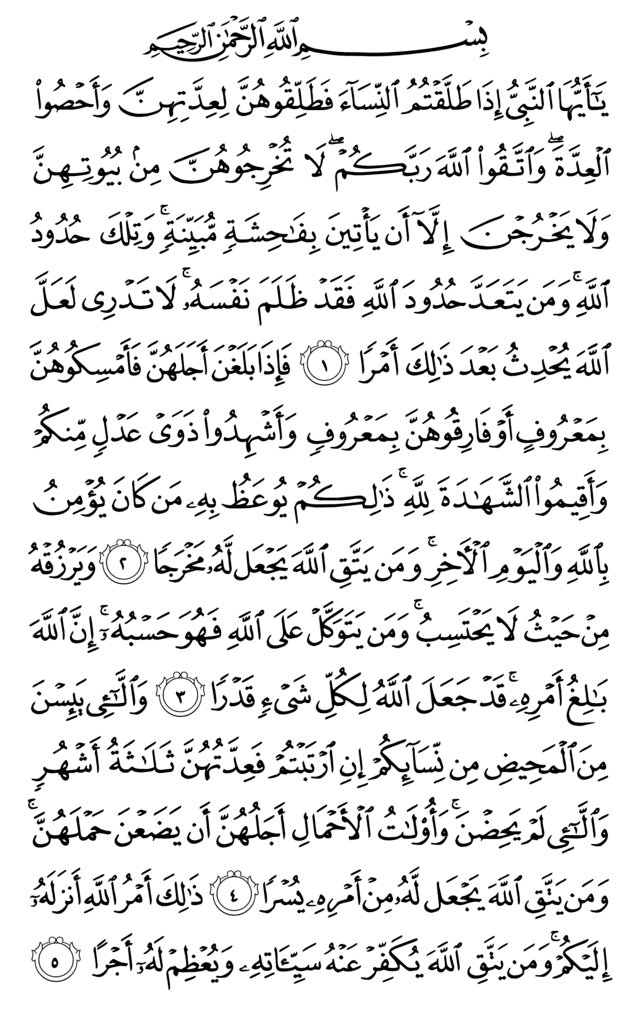 بِسْمِ ٱللَّهِ ٱلرَّحْمَٰنِ ٱلرَّحِيمِ
يَٰٓأَيُّهَا ٱلنَّبِىُّ إِذَا طَلَّقْتُمُ ٱلنِّسَآءَ فَطَلِّقُوهُنَّ لِعِدَّتِهِنَّ وَأَحْصُوا۟
ٱلْعِدَّةَ ۖ وَٱتَّقُوا۟ ٱللَّهَ رَبَّكُمْ ۖ لَا تُخْرِجُوهُنَّ مِنۢ بُيُوتِهِنَّ
وَلَا يَخْرُجْنَ إِلَّآ أَن يَأْتِينَ بِفَٰحِشَةٍ مُّبَيِّنَةٍ ۚ وَتِلْكَ حُدُودُ
ٱللَّهِ ۚ وَمَن يَتَعَدَّ حُدُودَ ٱللَّهِ فَقَدْ ظَلَمَ نَفْسَهُۥ ۚ لَا تَدْرِى لَعَلَّ
ٱللَّهَ يُحْدِثُ بَعْدَ ذَٰلِكَ أَمْرًا ١ فَإِذَا بَلَغْنَ أَجَلَهُنَّ فَأَمْسِكُوهُنَّ
بِمَعْرُوفٍ أَوْ فَارِقُوهُنَّ بِمَعْرُوفٍ وَأَشْهِدُوا۟ ذَوَىْ عَدْلٍ مِّنكُمْ
وَأَقِيمُوا۟ ٱلشَّهَٰدَةَ لِلَّهِ ۚ ذَٰلِكُمْ يُوعَظُ بِهِۦ مَن كَانَ يُؤْمِنُ
بِٱللَّهِ وَٱلْيَوْمِ ٱلْءَاخِرِ ۚ وَمَن يَتَّقِ ٱللَّهَ يَجْعَل لَّهُۥ مَخْرَجًا ٢ وَيَرْزُقْهُ
مِنْ حَيْثُ لَا يَحْتَسِبُ ۚ وَمَن يَتَوَكَّلْ عَلَى ٱللَّهِ فَهُوَ حَسْبُهُۥٓ ۚ إِنَّ ٱللَّهَ
بَٰلِغُ أَمْرِهِۦ ۚ قَدْ جَعَلَ ٱللَّهُ لِكُلِّ شَىْءٍ قَدْرًا ٣ وَٱلَّٰٓـِٔى يَئِسْنَ
مِنَ ٱلْمَحِيضِ مِن نِّسَآئِكُمْ إِنِ ٱرْتَبْتُمْ فَعِدَّتُهُنَّ ثَلَٰثَةُ أَشْهُرٍ
وَٱلَّٰٓـِٔى لَمْ يَحِضْنَ ۚ وَأُو۟لَٰتُ ٱلْأَحْمَالِ أَجَلُهُنَّ أَن يَضَعْنَ حَمْلَهُنَّ ۚ
وَمَن يَتَّقِ ٱللَّهَ يَجْعَل لَّهُۥ مِنْ أَمْرِهِۦ يُسْرًا ٤ ذَٰلِكَ أَمْرُ ٱللَّهِ أَنزَلَهُۥٓ
إِلَيْكُمْ ۚ وَمَن يَتَّقِ ٱللَّهَ يُكَفِّرْ عَنْهُ سَيِّـَٔاتِهِۦ وَيُعْظِمْ لَهُۥٓ أَجْرًا ٥